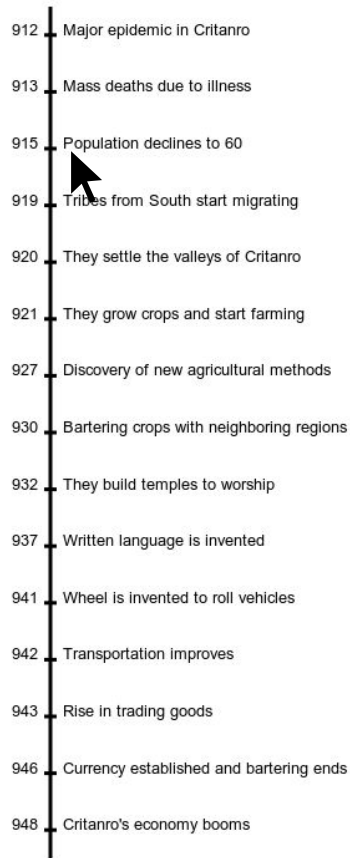 912 Major epidemic in Critanro
913 Mass deaths due to illness
915 Population declines to 60
919 Tribes from South start migrating
920 They settle the valleys of Critanro
921 They grow crops and start farming
927 Discovery of new agricultural methods
930 Bartering crops with neighboring regions
932 They build temples to worship
937 Written language is invented
941 Wheel is invented to roll vehicles
942 Transportation improves
943 Rise in trading goods
946 Currency established and bartering ends
948 Critanro's economy booms